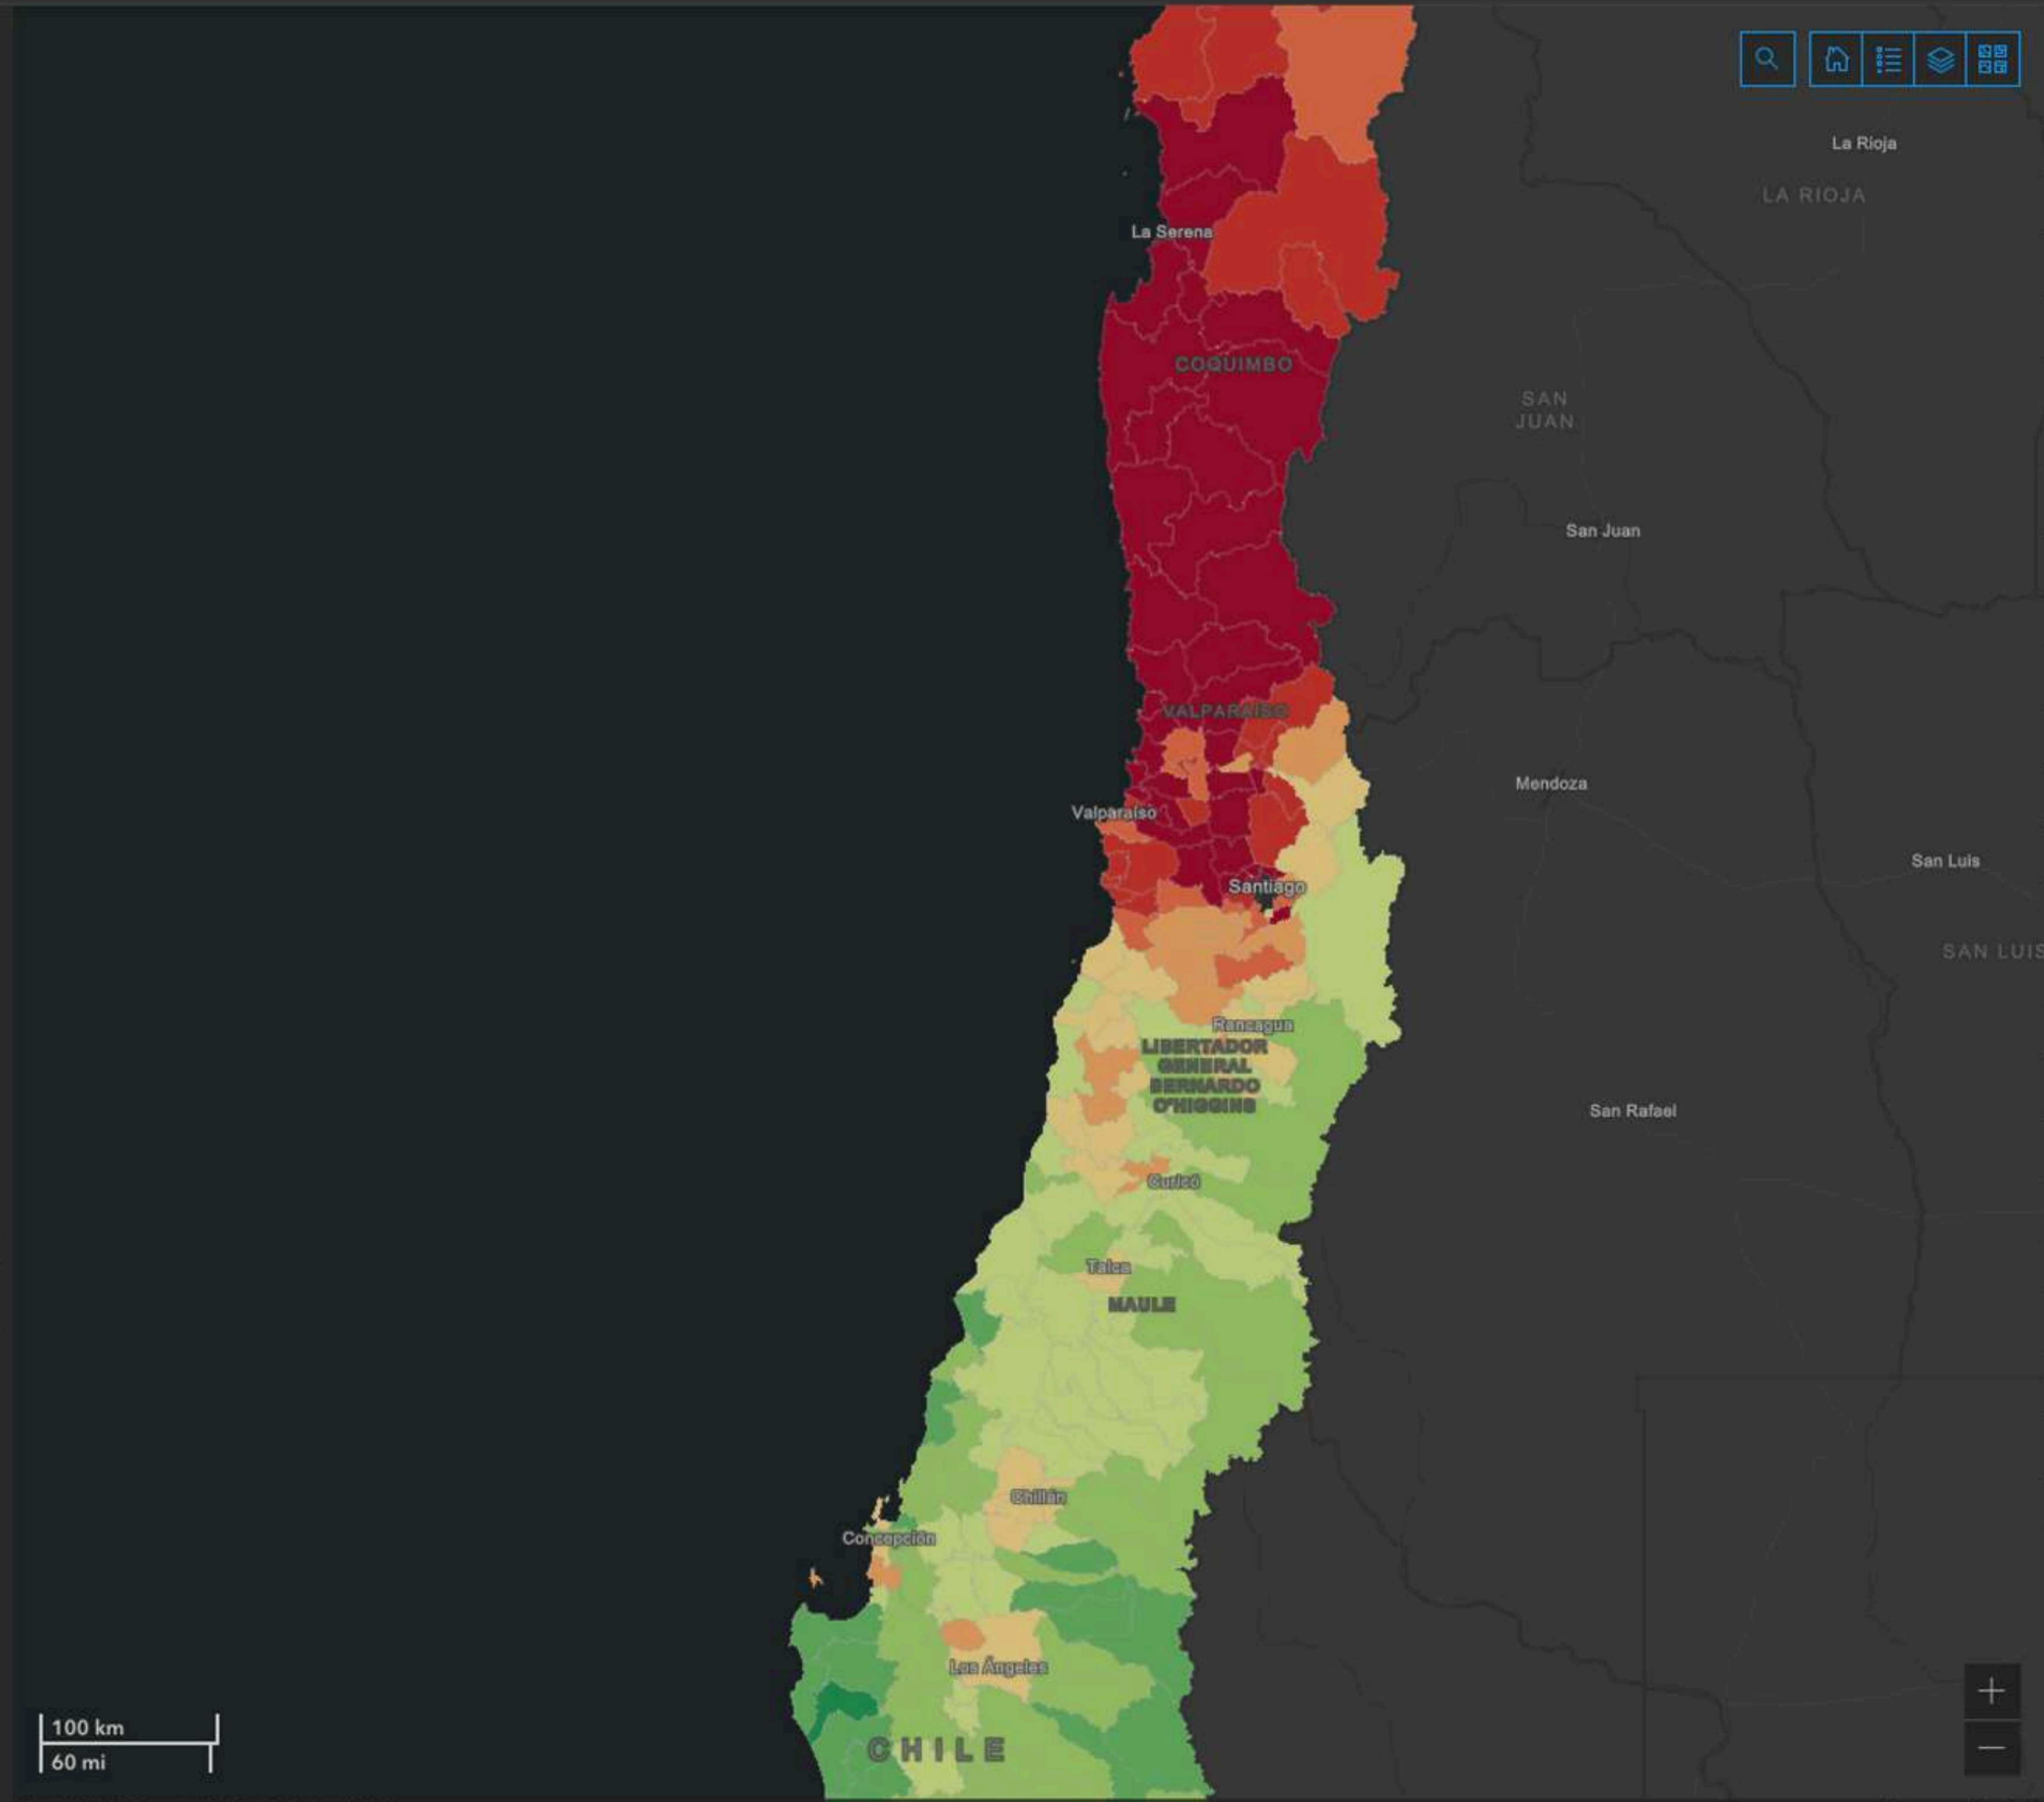 La Rioja
LA RIOJA
La Serena
COQUIMBO
SAN
JUAN
San Juan
VALPARAÍSO
Mendoza
Valparaíso
San Luis
Santiago
SAN LUIS
Rancagua
LIBERTADOR
GENERAL
BERNARDO
O'HIGGINS
San Rafael
Curicó
Talca
MAULE
Chillán
Concepción
Los Ángeles
100 km
60 mi
CHILE